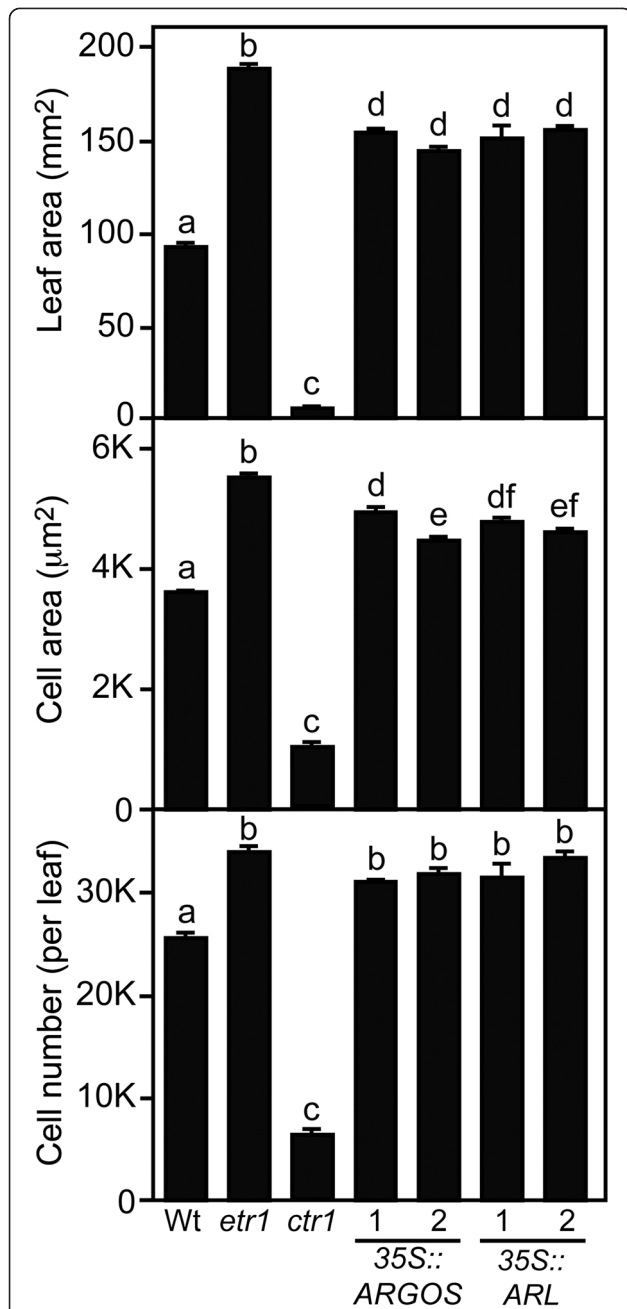 Leaf area (mm²)
200
150
100
50
0
a
b
c
d
d
d
d
Cell area (μm²)
6K
4K
2K
0
a
b
c
d
e
df
ef
Cell number (per leaf)
30K
20K
10K
0
a
b
c
b
b
b
b
Wt etr1 ctr1 1 2 1 2
35S:: 35S::
ARGOS ARL